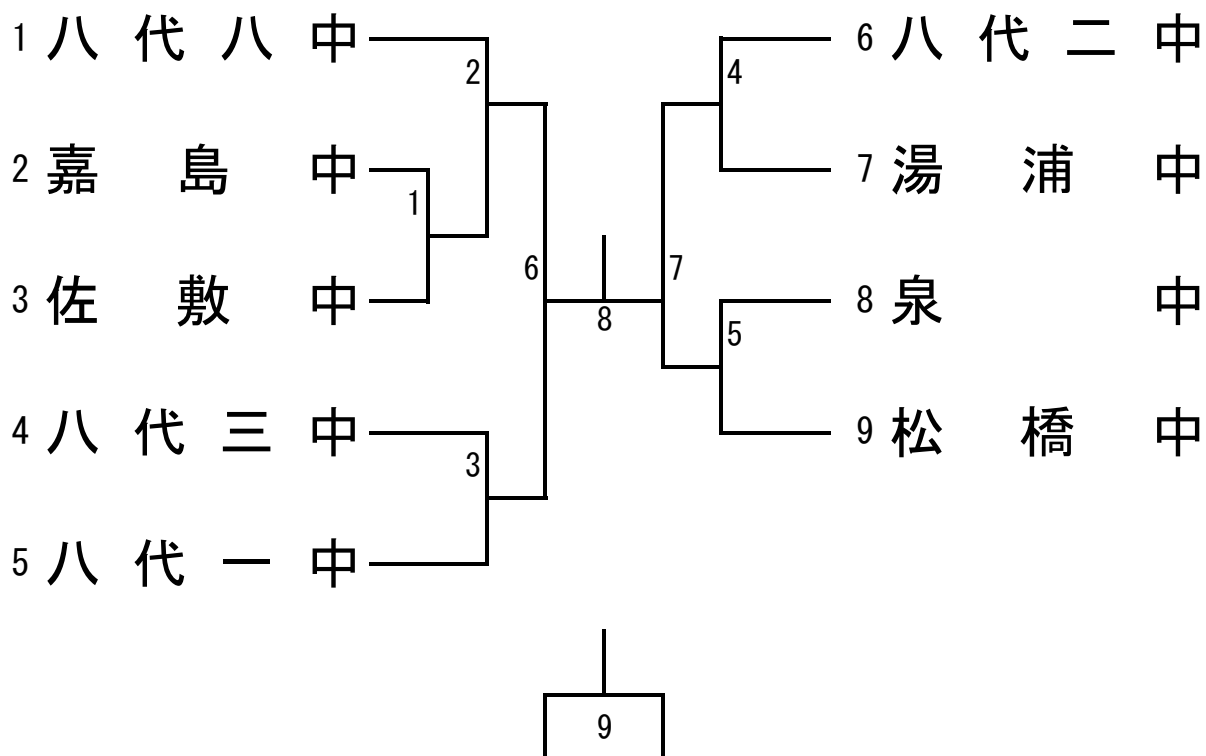 1 八代八中
2 嘉島中
3 佐敷中
4 八代三中
5 八代一中
2
1
6
3
8
7
4
5
6 八代二中
7 湯浦中
8 泉中
9 松橋中
9